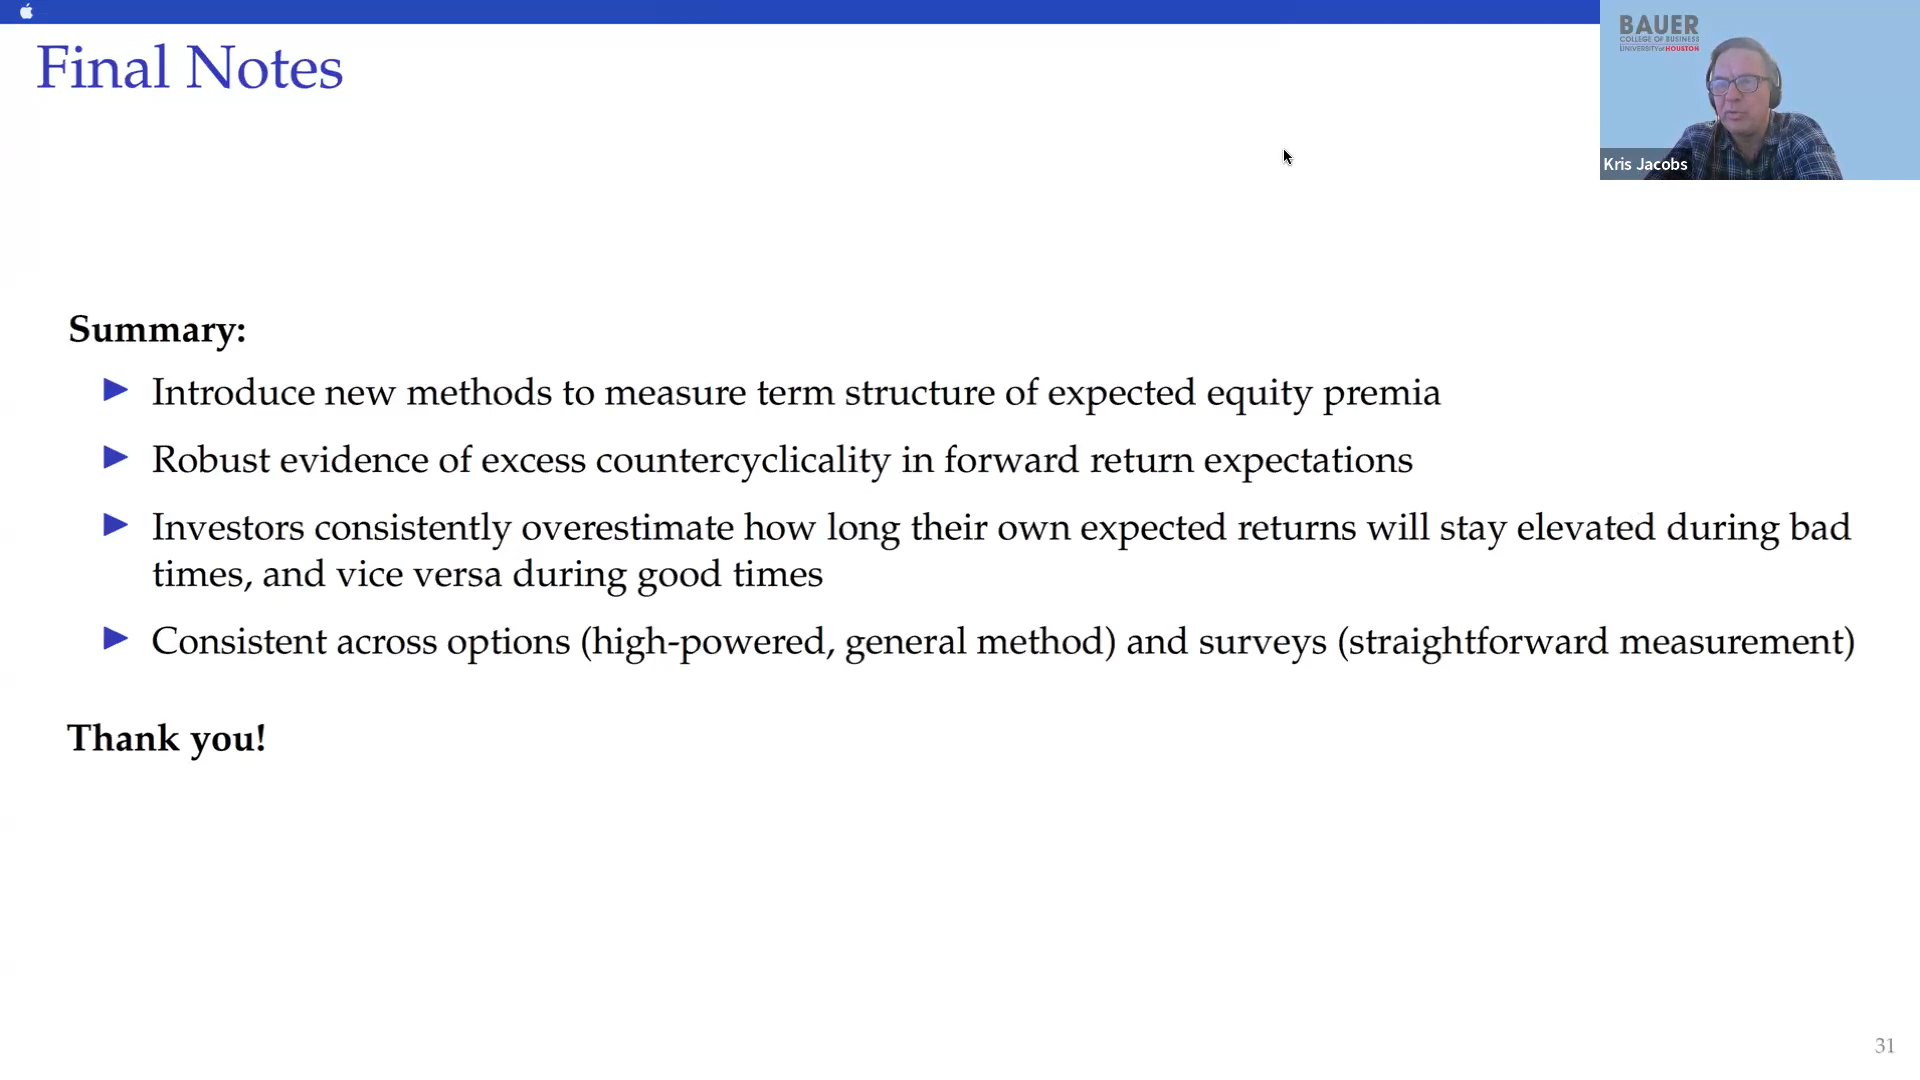 Final Notes
BAUER
COLLEGE OF BUSINESS
UNIVERSITY of HOUSTON
Kris Jacobs
Summary:
Introduce new methods to measure term structure of expected equity premia
Robust evidence of excess countercyclicality in forward return expectations
Investors consistently overestimate how long their own expected returns will stay elevated during bad
times, and vice versa during good times
Consistent across options (high-powered, general method) and surveys (straightforward measurement)
Thank you!
31